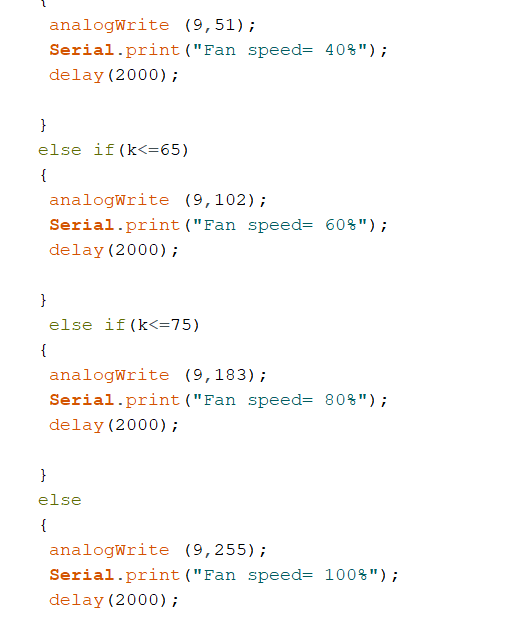 {
analogWrite (9,51);
Serial.print("Fan speed= 40%");
delay(2000);
}
else if(k<=65)
{
analogWrite (9,102);
Serial.print("Fan speed= 60%");
delay(2000);
}
else if(k<=75)
{
analogWrite (9,183);
Serial.print("Fan speed= 80%");
delay(2000);
}
else
{
analogWrite (9,255);
Serial.print("Fan speed= 100%");
delay(2000);